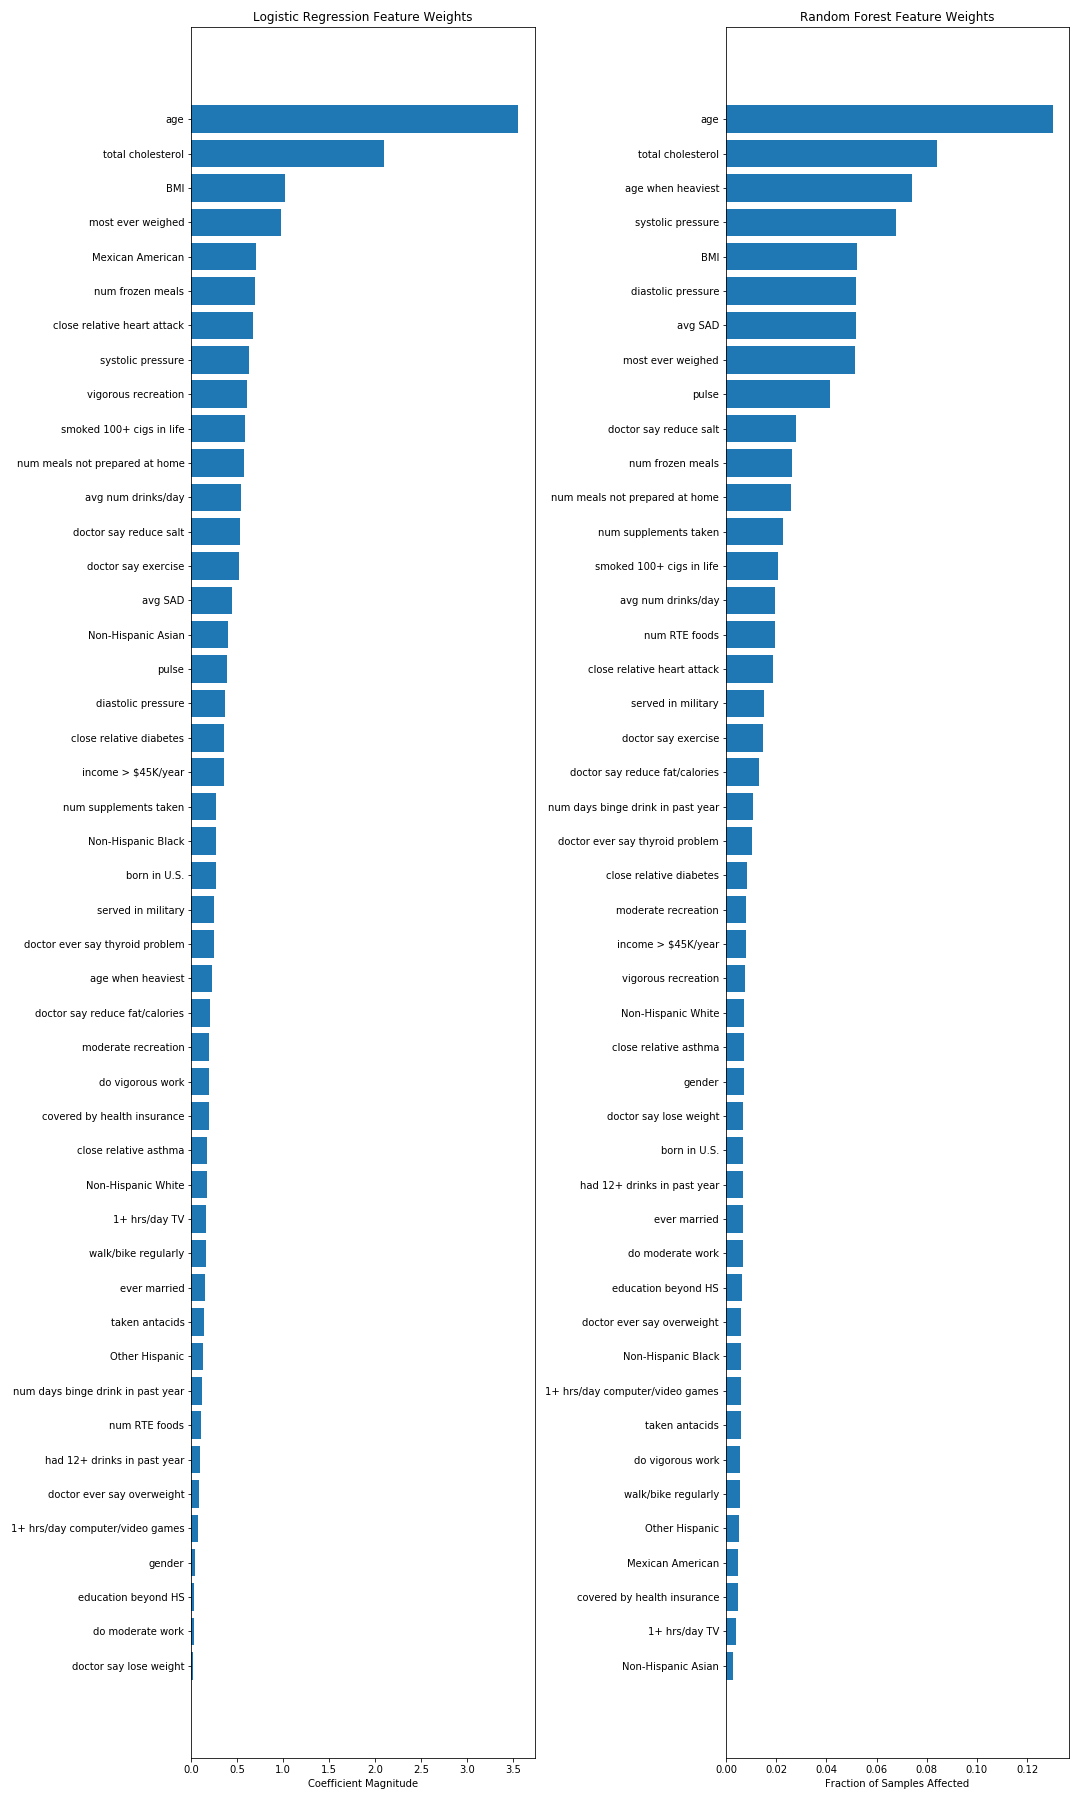 Logistic Regression Feature Weights
age
total cholesterol
BMI
most ever weighed
Mexican American
num frozen meals
close relative heart attack
systolic pressure
vigorous recreation
smoked 100+ cigs in life
num meals not prepared at home
avg num drinks/day
doctor say reduce salt
doctor say exercise
avg SAD
Non-Hispanic Asian
pulse
diastolic pressure
close relative diabetes
income > $45K/year
num supplements taken
Non-Hispanic Black
born in U.S.
served in military
doctor ever say thyroid problem
age when heaviest
doctor say reduce fat/calories
moderate recreation
do vigorous work
covered by health insurance
close relative asthma
Non-Hispanic White
1+ hrs/day TV
walk/bike regularly
ever married
taken antacids
Other Hispanic
num days binge drink in past year
num RTE foods
had 12+ drinks in past year
doctor ever say overweight
1+ hrs/day computer/video games
gender
education beyond HS
do moderate work
doctor say lose weight
0.0 0.5 1.0 1.5 2.0 2.5 3.0 3.5
Coefficient Magnitude
Random Forest Feature Weights
age
total cholesterol
age when heaviest
systolic pressure
BMI
diastolic pressure
avg SAD
most ever weighed
pulse
doctor say reduce salt
num frozen meals
num meals not prepared at home
num supplements taken
smoked 100+ cigs in life
avg num drinks/day
num RTE foods
close relative heart attack
served in military
doctor say exercise
doctor say reduce fat/calories
num days binge drink in past year
doctor ever say thyroid problem
close relative diabetes
moderate recreation
income > $45K/year
vigorous recreation
Non-Hispanic White
close relative asthma
gender
doctor say lose weight
born in U.S.
had 12+ drinks in past year
ever married
do moderate work
education beyond HS
doctor ever say overweight
Non-Hispanic Black
1+ hrs/day computer/video games
taken antacids
do vigorous work
walk/bike regularly
Other Hispanic
Mexican American
covered by health insurance
1+ hrs/day TV
Non-Hispanic Asian
0.00 0.02 0.04 0.06 0.08 0.10 0.12
Fraction of Samples Affected